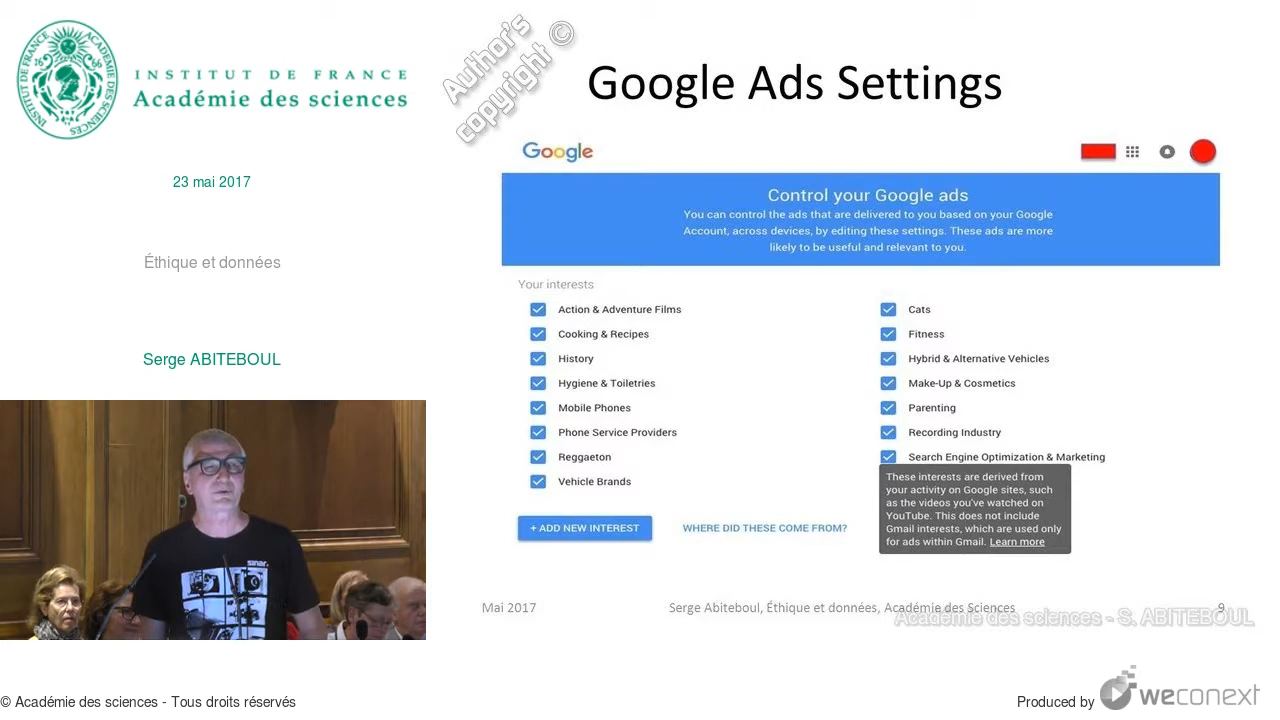 INSTITUT DE FRANCE
Académie des sciences
23 mai 2017
Éthique et données
Serge ABITEBOUL
sinar
Author's
copyright ©
Google Ads Settings
Google
Control your Google ads
You can control the ads that are delivered to you based on your Google
Account, across devices, by editing these settings. These ads are more
likely to be useful and relevant to you.
Your interests
Action & Adventure Films
Cooking & Recipes
History
Hygiene & Toiletries
Mobile Phones
Phone Service Providers
Reggaeton
Vehicle Brands
Cats
Fitness
Hybrid & Alternative Vehicles
Make-Up & Cosmetics
Parenting
Recording Industry
Search Engine Optimization & Marketing
These interests are derived from
your activity on Google sites, such
as the videos you've watched on
YouTube. This does not include
Gmail interests, which are used only
for ads within Gmail. Learn more
+ ADD NEW INTEREST
WHERE DID THESE COME FROM?
Mai 2017
Serge Abiteboul, Éthique et données, Académie des Sciences
9
Académie des sciences - S. ABITEBOUL
© Académie des sciences - Tous droits réservés
Produced by
weconext